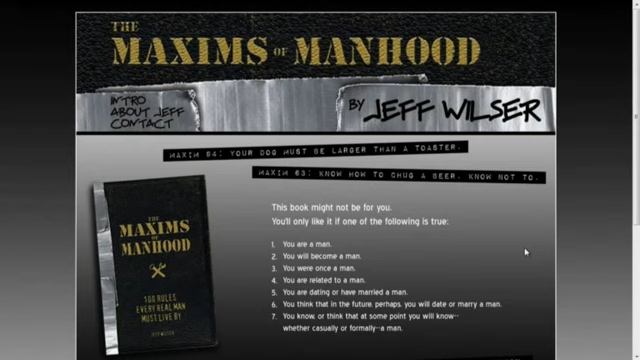 THE
MAXIMS OF MANHOOD
INTRO
ABOUT JEFF
CONTACT
BY JEFF WILSER
MAXIM 84: YOUR DOG MUST BE LARGER THAN A TOASTER.
MAXIM 63: KNOW HOW TO CHUG A BEER. KNOW NOT TO.
THE
MAXIMS
OF
MANHOOD
100 RULES
EVERY REAL MAN
MUST LIVE BY
JEFF WILSER
This book might not be for you.
You'll only like it if one of the following is true:
1. You are a man.
2. You will become a man.
3. You were once a man.
4. You are related to a man.
5. You are dating or have married a man.
6. You think that in the future, perhaps, you will date or marry a man.
7. You know, or think that at some point you will know--
whether casually or formally--a man.